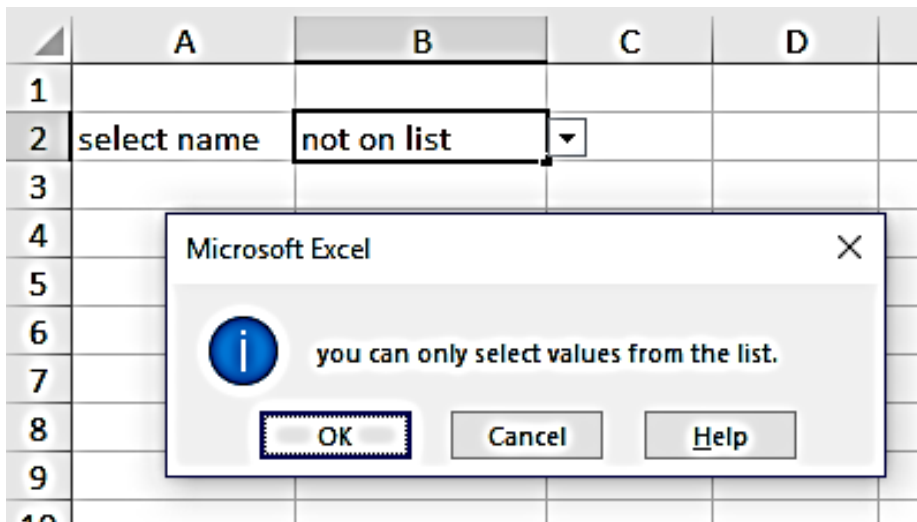 A B C D
1
2 select name not on list
3
4
Microsoft Excel
5
6
you can only select values from the list.
7
8
OK Cancel Help
9
10